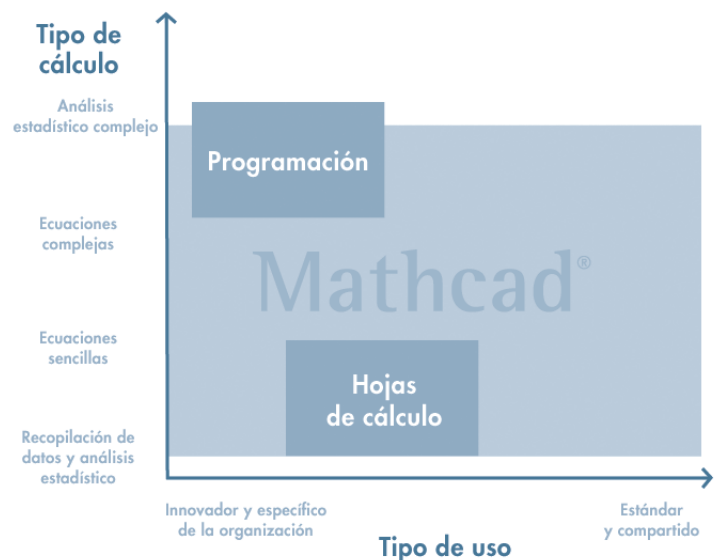 Tipo de
cálculo
Análisis
estadístico complejo
Programación
Ecuaciones
complejas
Mathcad®
Ecuaciones
sencillas
Hojas
de cálculo
Recopilación de
datos y análisis
estadístico
Innovador y específico
de la organización
Estándar
y compartido
Tipo de uso